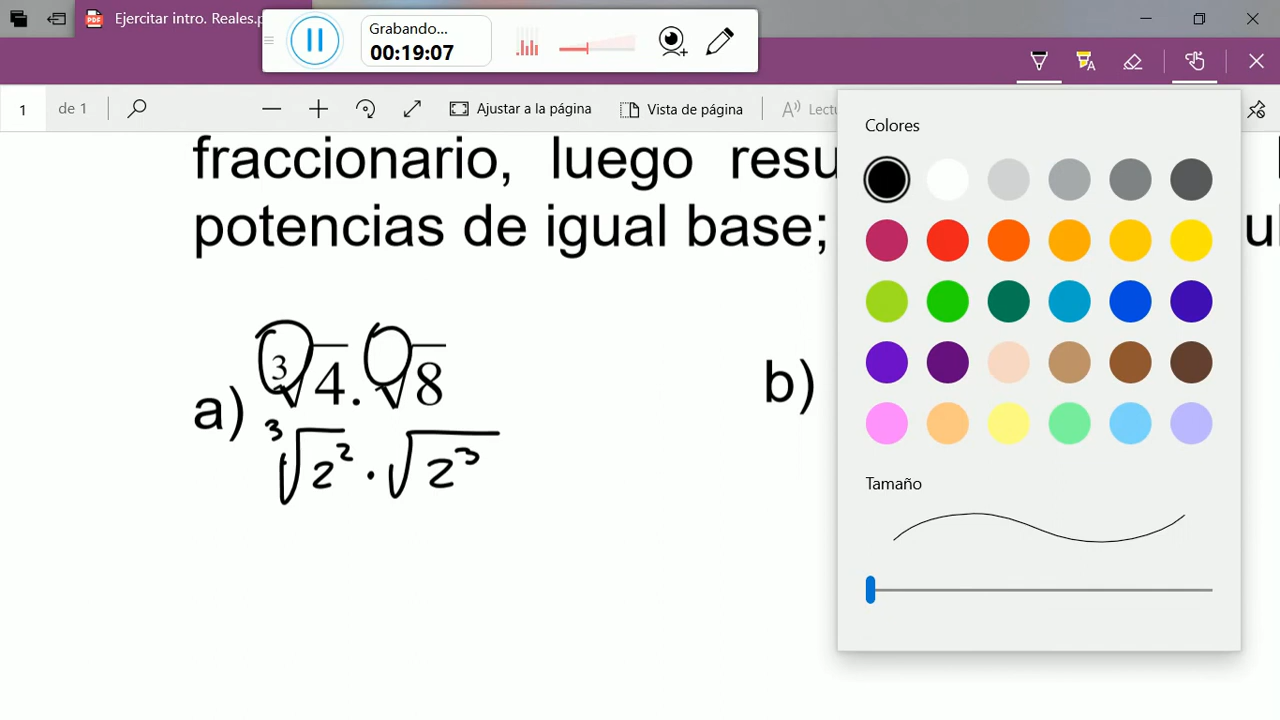 Ejercitar intro. Reales.p
Grabando...
00:19:07
1 de 1 Ajustar a la página Vista de página Lectu
fraccionario, luego resu
potencias de igual base; ul
Colores
a) ∛4 . √8
b)
∛2² · √2³
Tamaño